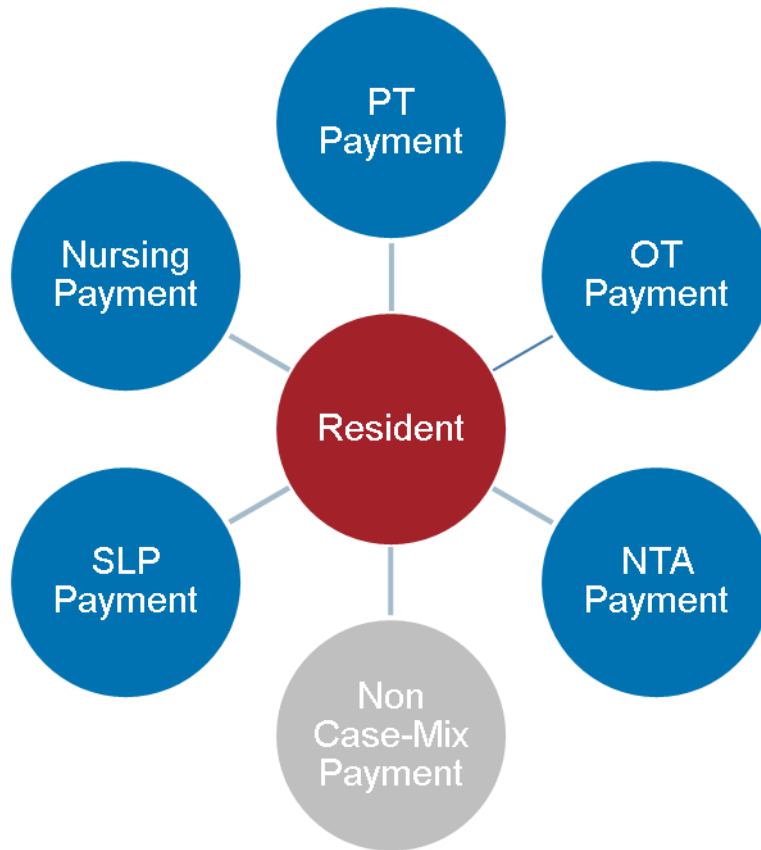 PT
Payment
Nursing
Payment
OT
Payment
Resident
SLP
Payment
NTA
Payment
Non
Case-Mix
Payment